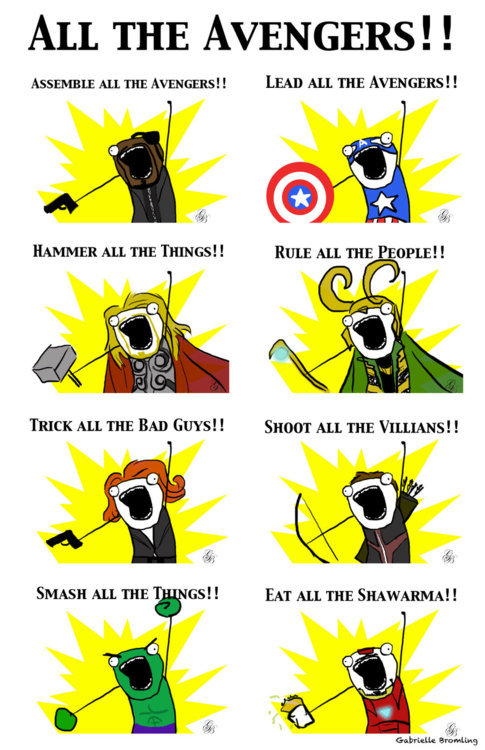 ALL THE AVENGERS!!
ASSEMBLE ALL THE AVENGERS!!
LEAD ALL THE AVENGERS!!
HAMMER ALL THE THINGS!!
RULE ALL THE PEOPLE!!
TRICK ALL THE BAD GUYS!!
SHOOT ALL THE VILLIANS!!
SMASH ALL THE THINGS!!
EAT ALL THE SHAWARMA!!
Gabrielle Bromling